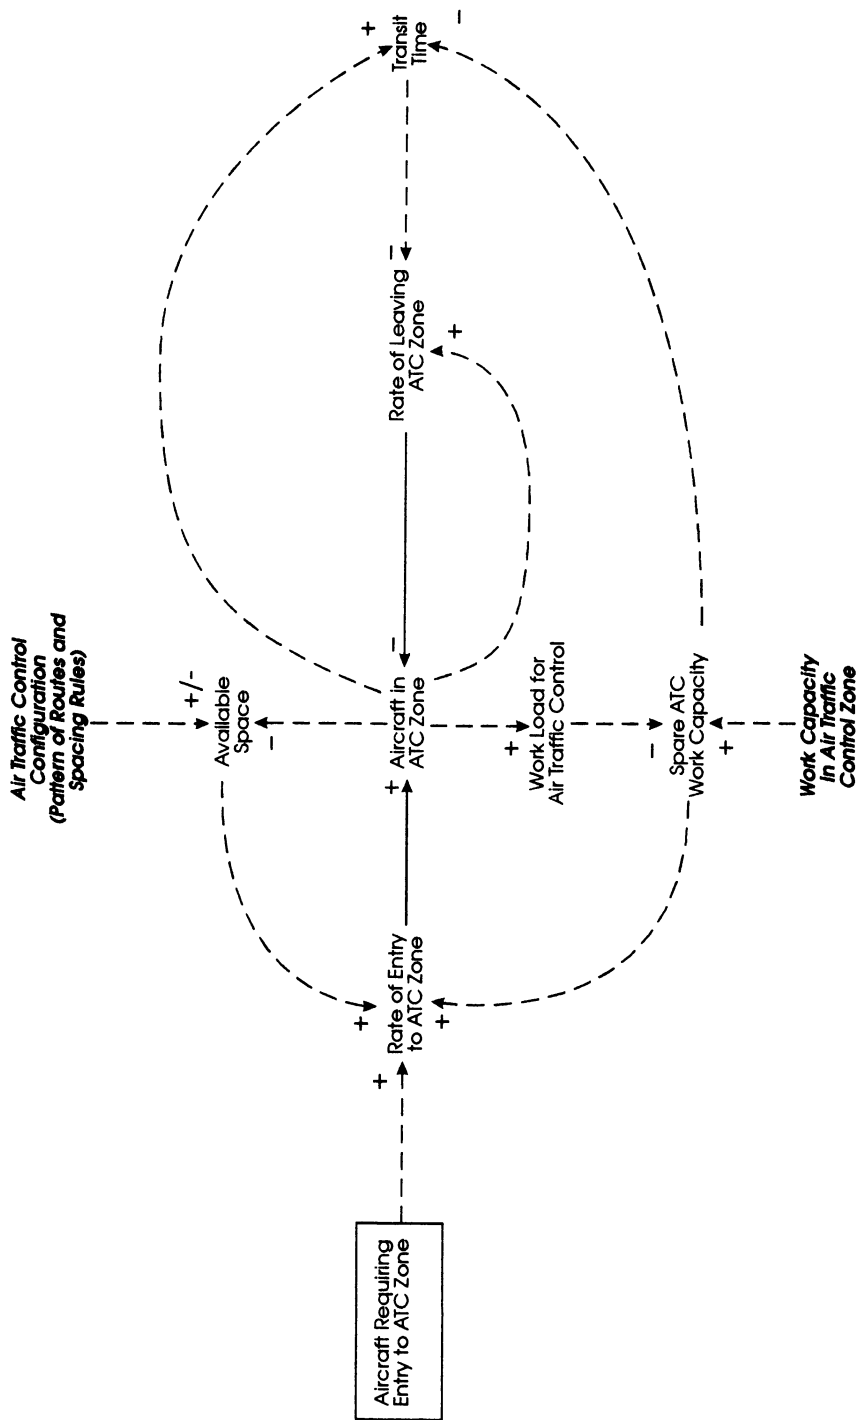 Air Traffic Control
Configuration
(Pattern of Routes and
Spacing Rules)
+/-
Available
Space
-
+
Transit
Time
-
-
Rate of Leaving
ATC Zone
+
-
+
Aircraft in
ATC Zone
+
Rate of Entry
to ATC Zone
+
+
Aircraft Requiring
Entry to ATC Zone
+
Work Load for
Air Traffic Control
-
Spare ATC
Work Capacity
+
Work Capacity
in Air Traffic
Control Zone